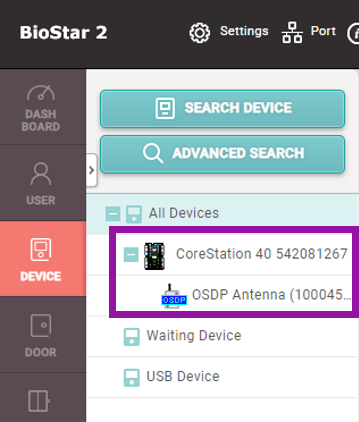 BioStar 2
Settings
Port
DASH
BOARD
USER
DEVICE
DOOR
SEARCH DEVICE
ADVANCED SEARCH
All Devices
CoreStation 40 542081267
OSDP
OSDP Antenna (100045...
Waiting Device
USB Device